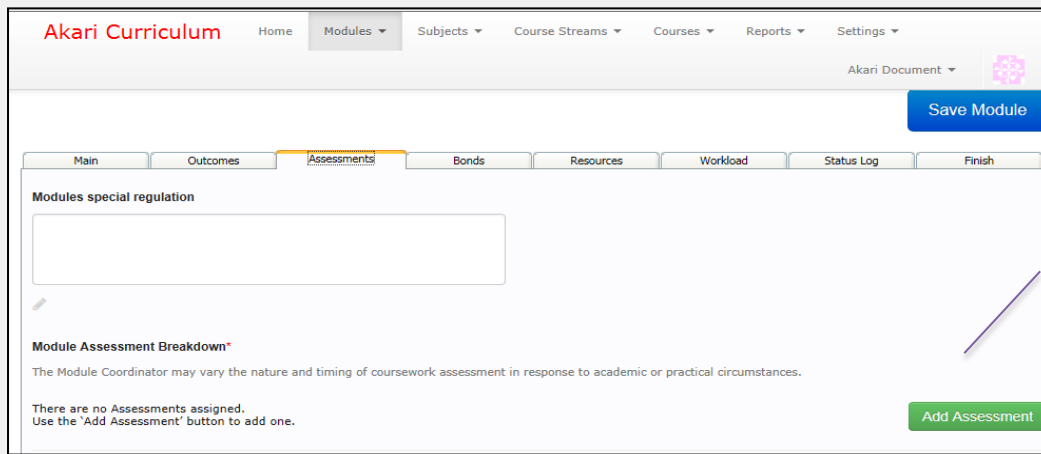 Akari Curriculum Home Modules Subjects Course Streams Courses Reports Settings
Akari Document
Save Module
Main Outcomes Assessments Bonds Resources Workload Status Log Finish
Modules special regulation
Module Assessment Breakdown*
The Module Coordinator may vary the nature and timing of coursework assessment in response to academic or practical circumstances.
There are no Assessments assigned.
Use the `Add Assessment' button to add one.
Add Assessment